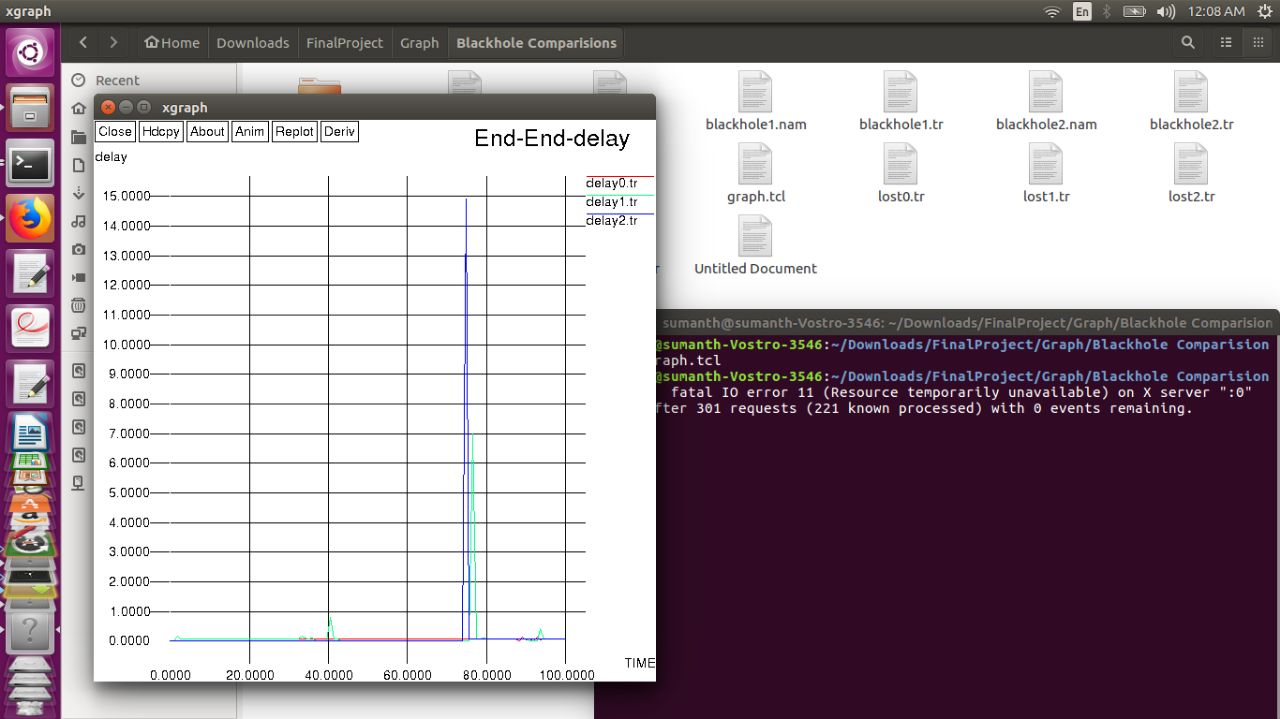 xgraph
En
12:08 AM
Home
Downloads
FinalProject
Graph
Blackhole Comparisions
Recent
xgraph
Close
Hdcpy
About
Anim
Replot
Deriv
End-End-delay
delay
delay0.tr
delay1.tr
delay2.tr
15.0000
14.0000
13.0000
12.0000
11.0000
10.0000
9.0000
8.0000
7.0000
6.0000
5.0000
4.0000
3.0000
2.0000
1.0000
0.0000
TIME
0.0000 20.0000 40.0000 60.0000 80.0000 100.0000
blackhole1.nam
blackhole1.tr
blackhole2.nam
blackhole2.tr
graph.tcl
lost0.tr
lost1.tr
lost2.tr
Untitled Document
sumanth@sumanth-Vostro-3546: ~/Downloads/FinalProject/Graph/Blackhole Comparision
@sumanth-Vostro-3546:~/Downloads/FinalProject/Graph/Blackhole Comparision
raph.tcl
@sumanth-Vostro-3546:~/Downloads/FinalProject/Graph/Blackhole Comparision
fatal IO error 11 (Resource temporarily unavailable) on X server ":0"
fter 301 requests (221 known processed) with 0 events remaining.